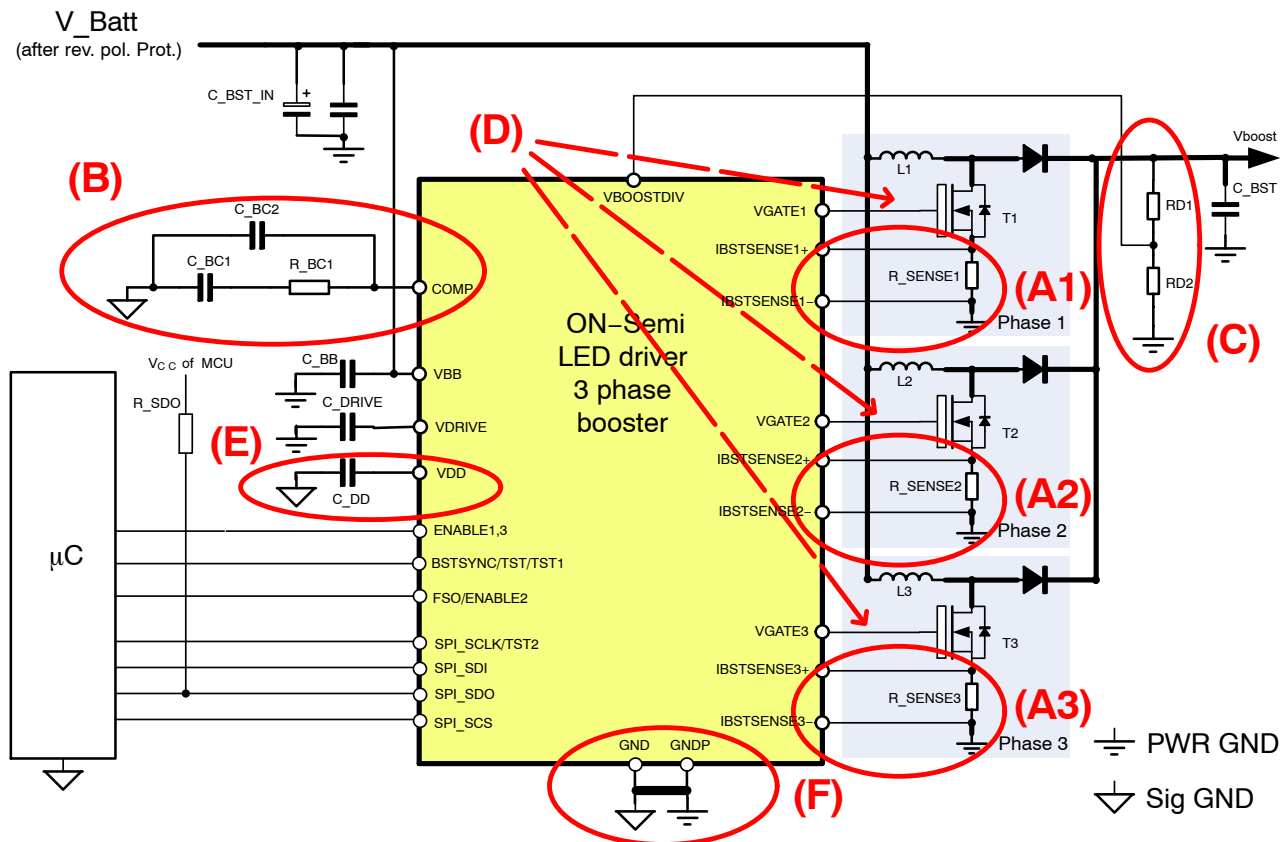 V_Batt
(after rev. pol. Prot.)
C_BST_IN
+
(D)
(B)
C_BC2
C_BC1
R_BC1
COMP
VBOOSTDIV
L1
VGATE1
T1
IBSTSENSE1+
R_SENSE1
IBSTSENSE1−
Phase 1
(A1)
Vboost
C_BST
RD1
RD2
(C)
ON−Semi
LED driver
3 phase
booster
VCC of MCU
R_SDO
C_BB
VBB
C_DRIVE
VDRIVE
(E)
VDD
C_DD
L2
VGATE2
T2
IBSTSENSE2+
R_SENSE2
IBSTSENSE2−
Phase 2
(A2)
μC
ENABLE1,3
BSTSYNC/TST/TST1
FSO/ENABLE2
SPI_SCLK/TST2
SPI_SDI
SPI_SDO
SPI_SCS
L3
VGATE3
T3
IBSTSENSE3+
R_SENSE3
IBSTSENSE3−
Phase 3
(A3)
GND
GNDP
(F)
PWR GND
Sig GND